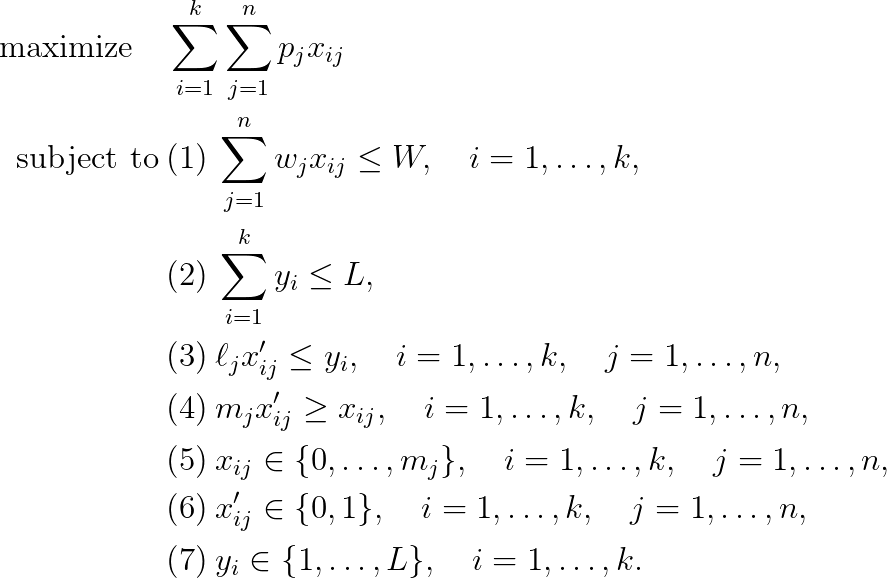 maximize $\sum_{i=1}^{k} \sum_{j=1}^{n} p_j x_{ij}$
subject to (1) $\sum_{j=1}^{n} w_j x_{ij} \leq W, \quad i = 1, \ldots, k,$
(2) $\sum_{i=1}^{k} y_i \leq L,$
(3) $\ell_j x'_{ij} \leq y_i, \quad i = 1, \ldots, k, \quad j = 1, \ldots, n,$
(4) $m_j x'_{ij} \geq x_{ij}, \quad i = 1, \ldots, k, \quad j = 1, \ldots, n,$
(5) $x_{ij} \in \{0, \ldots, m_j\}, \quad i = 1, \ldots, k, \quad j = 1, \ldots, n,$
(6) $x'_{ij} \in \{0, 1\}, \quad i = 1, \ldots, k, \quad j = 1, \ldots, n,$
(7) $y_i \in \{1, \ldots, L\}, \quad i = 1, \ldots, k.$